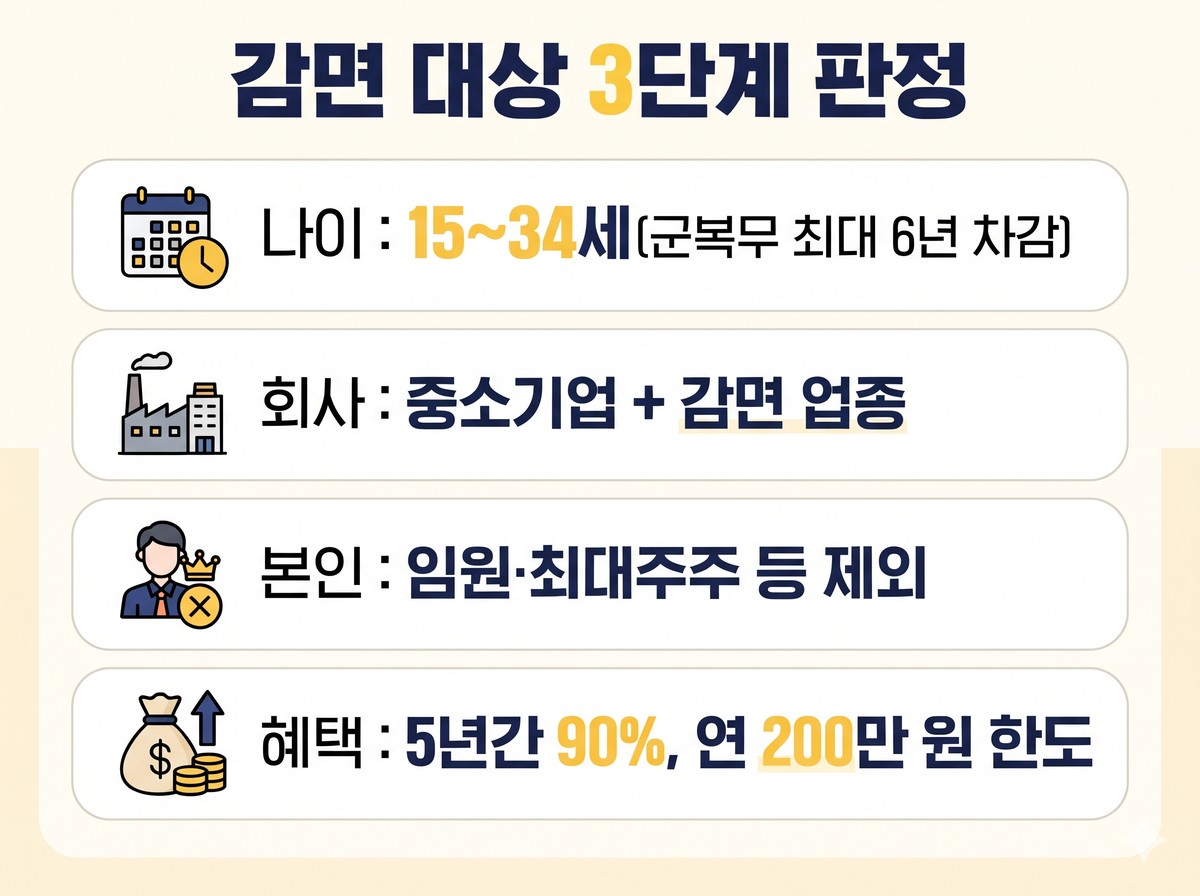 감면 대상 3단계 판정
나이 : 15~34세(군복무 최대 6년 차감)
회사 : 중소기업 + 감면 업종
본인 : 임원·최대주주 등 제외
$
혜택 : 5년간 90%, 연 200만 원 한도